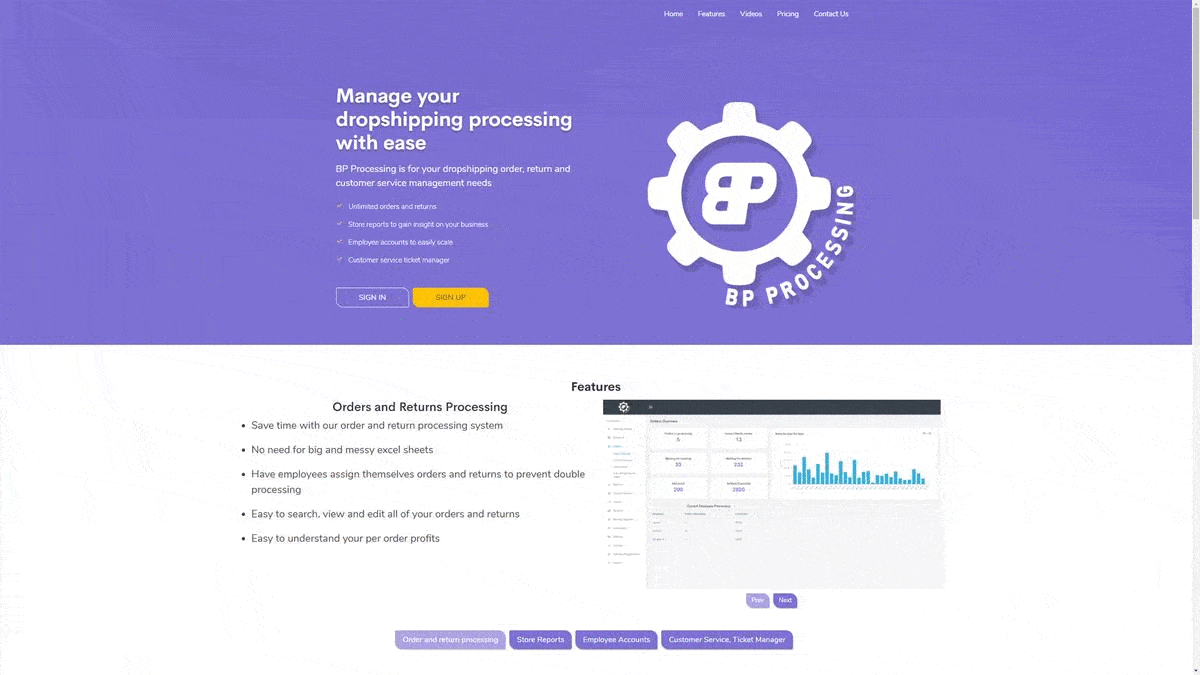 Home Features Videos Pricing Contact Us
Manage your
dropshipping processing
with ease
BP Processing is for your dropshipping order, return and
customer service management needs
Unlimited orders and returns
Store reports to gain insight on your business
Employee accounts to easily scale
Customer service ticket manager
SIGN IN SIGN UP
BP
BP PROCESSING
Features
Orders and Returns Processing
Save time with our order and return processing system
No need for big and messy excel sheets
Have employees assign themselves orders and returns to prevent double
processing
Easy to search, view and edit all of your orders and returns
Easy to understand your per order profits
Prev Next
Order and return processing Store Reports Employee Accounts Customer Service, Ticket Manager